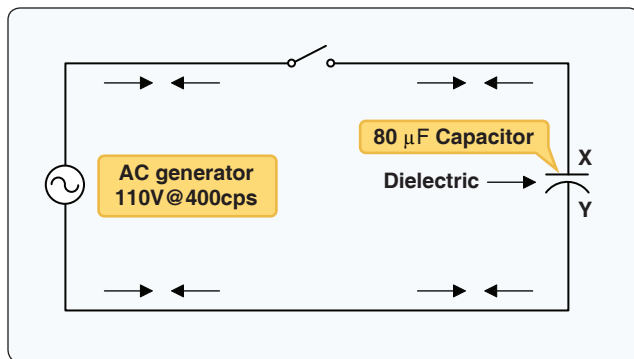 80 μF Capacitor
X
AC generator
110V@400cps
Dielectric
Y